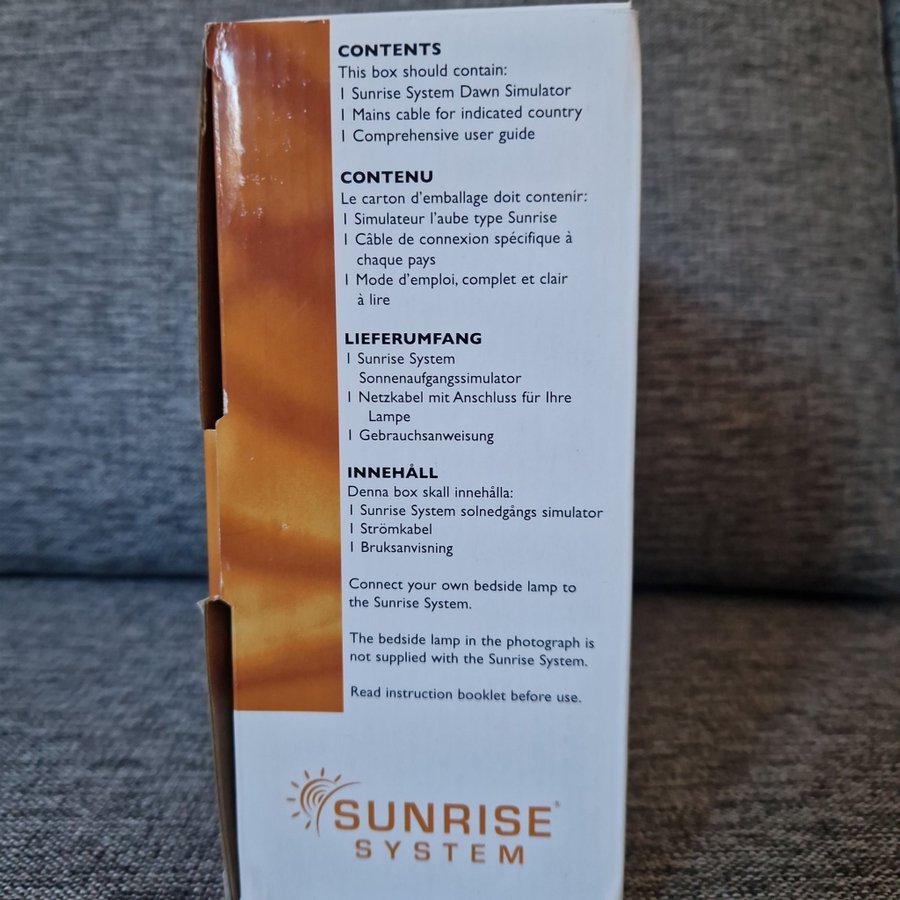 CONTENTS
This box should contain:
1 Sunrise System Dawn Simulator
1 Mains cable for indicated country
1 Comprehensive user guide
CONTENU
Le carton d'emballage doit contenir:
1 Simulateur l'aube type Sunrise
1 Câble de connexion spécifique à
chaque pays
1 Mode d'emploi, complet et clair
à lire
LIEFERUMFANG
1 Sunrise System
Sonnenaufgangssimulator
1 Netzkabel mit Anschluss für Ihre
Lampe
1 Gebrauchsanweisung
INNEHÅLL
Denna box skall innehålla:
1 Sunrise System solnedgångs simulator
1 Strömkabel
1 Bruksanvisning
Connect your own bedside lamp to
the Sunrise System.
The bedside lamp in the photograph is
not supplied with the Sunrise System.
Read instruction booklet before use.
SUNRISE®
SYSTEM